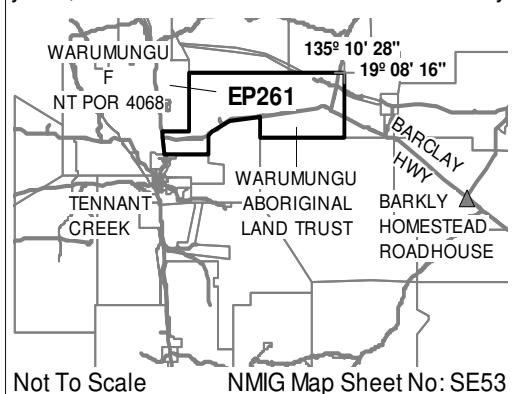 WARUMUNGU
F
NT POR 4068
135º 10' 28"
19º 08' 16"
EP261
BARCLAY
HWY
TENNANT
CREEK
WARUMUNGU
ABORIGINAL
LAND TRUST
BARKLY
HOMESTEAD
ROADHOUSE
Not To Scale
NMIG Map Sheet No: SE53